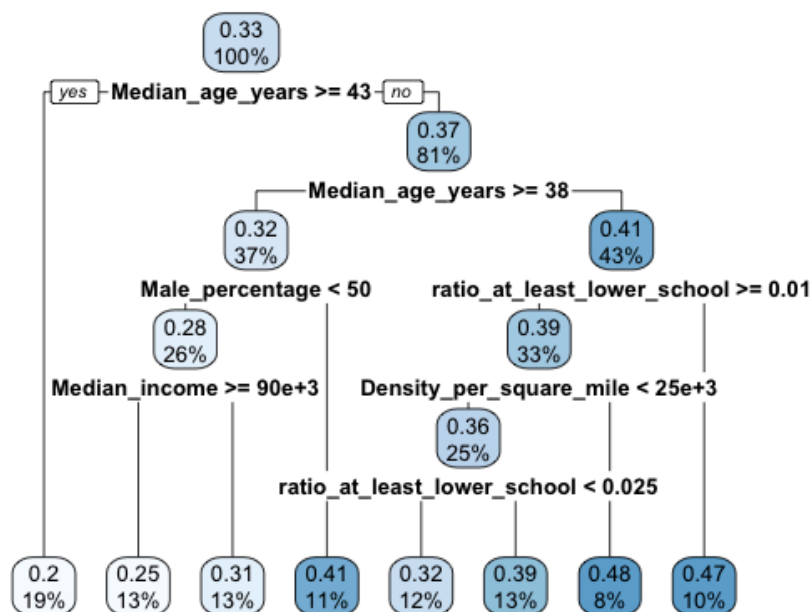 0.33
100%
yes Median_age_years >= 43 no
0.37
81%
Median_age_years >= 38
0.32 0.41
37% 43%
Male_percentage < 50 ratio_at_least_lower_school >= 0.01
0.28 0.39
26% 33%
Median_income >= 90e+3 Density_per_square_mile < 25e+3
0.36
25%
ratio_at_least_lower_school < 0.025
0.2 0.25 0.31 0.41 0.32 0.39 0.48 0.47
19% 13% 13% 11% 12% 13% 8% 10%